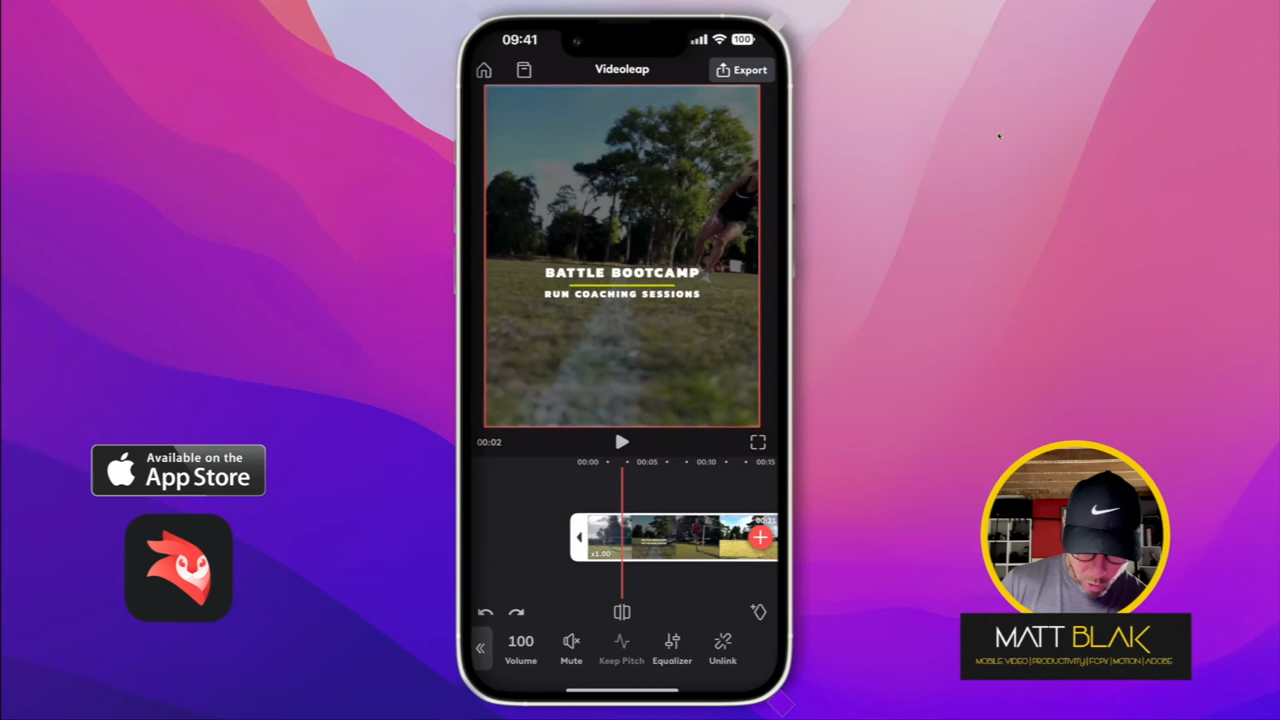 09:41
100
Videoleap
Export
BATTLE BOOTCAMP
RUN COACHING SESSIONS
00:02
00:00
00:05
00:10
00:15
00:21
x1.00
100
Volume
Mute
Keep Pitch
Equalizer
Unlink
Available on the
App Store
MATT BLAK
MOBILE VIDEO | PRODUCTIVITY | FCPX | MOTION | ADOBE